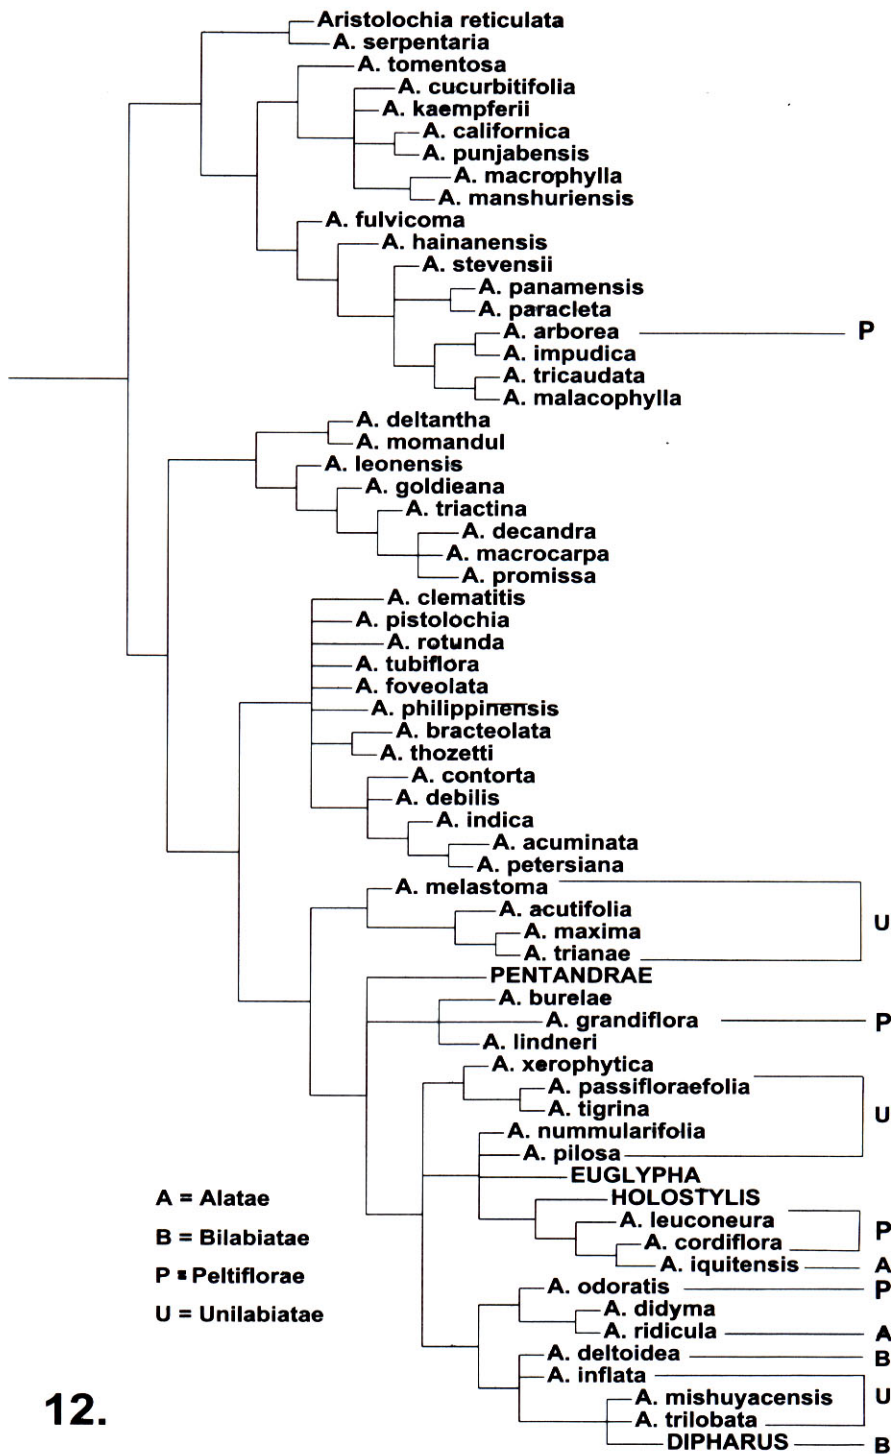 Aristolochia reticulata
A. serpentaria
A. tomentosa
A. cucurbitifolia
A. kaempferii
A. californica
A. punjabensis
A. macrophylla
A. manshuriensis
A. fulvicoma
A. hainanensis
A. stevensii
A. panamensis
A. paracleta
A. arborea P
A. impudica
A. tricaudata
A. malacophylla
A. deltantha
A. momandul
A. leonensis
A. goldieana
A. triactina
A. decandra
A. macrocarpa
A. promissa
A. clematitis
A. pistolochia
A. rotunda
A. tubiflora
A. foveolata
A. philippinensis
A. bracteolata
A. thozetti
A. contorta
A. debilis
A. indica
A. acuminata
A. petersiana
A. melastoma
A. acutifolia
U
A. maxima
A. trianae
PENTANDRAE
A. burelae
A. grandiflora P
A. lindneri
A. xerophytica
A. passifloraefolia
A. tigrina
U
A. nummularifolia
A. pilosa
EUGLYPHA
HOLOSTYLIS
A. leuconeura
P
A. cordiflora
A. iquitensis A
A. odoratis P
A. didyma
A. ridicula A
A. deltoidea B
A. inflata
A. mishuyacensis U
A. trilobata
DIPHARUS B
A = Alatae
B = Bilabiatae
P = Peltiflorae
U = Unilabiatae
12.